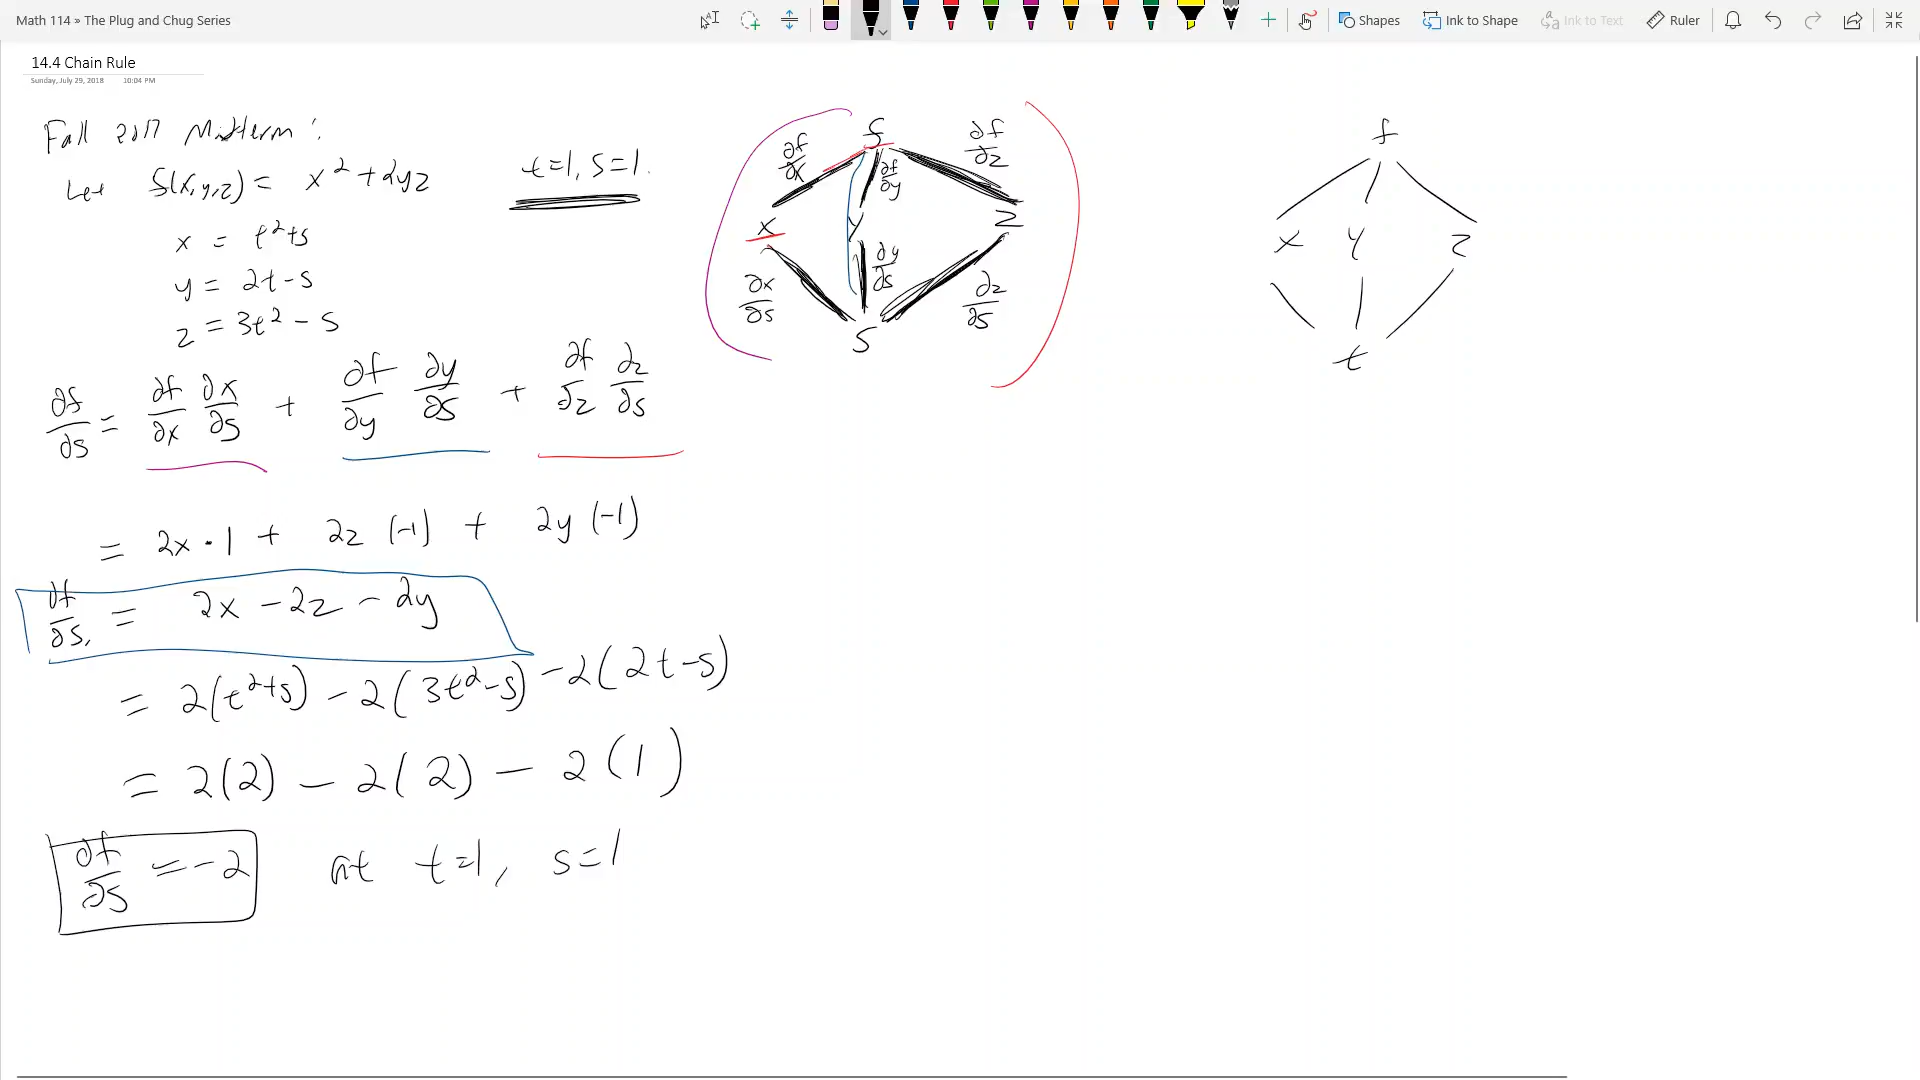 Math 114 » The Plug and Chug Series
Shapes
Ink to Shape
Ink to Text
Ruler
14.4 Chain Rule
Sunday, July 29, 2018 10:04 PM
Fall 2017 Midterm:
Let f(x,y,z) = x² + 2yz t=1, s=1.
x = t²+s
y = 2t-s
z = 3t² - s
∂f/∂s = ∂f/∂x ∂x/∂s + ∂f/∂y ∂y/∂s + ∂f/∂z ∂z/∂s
= 2x · 1 + 2z (-1) + 2y (-1)
∂f/∂s = 2x - 2z - 2y
= 2(t²+s) - 2(3t²-s) - 2(2t-s)
= 2(2) - 2(2) - 2(1)
∂f/∂s = -2 at t=1, s=1
f
∂f/∂x ∂f/∂y ∂f/∂z
x y z
∂x/∂s ∂y/∂s ∂z/∂s
s
f
x y z
t